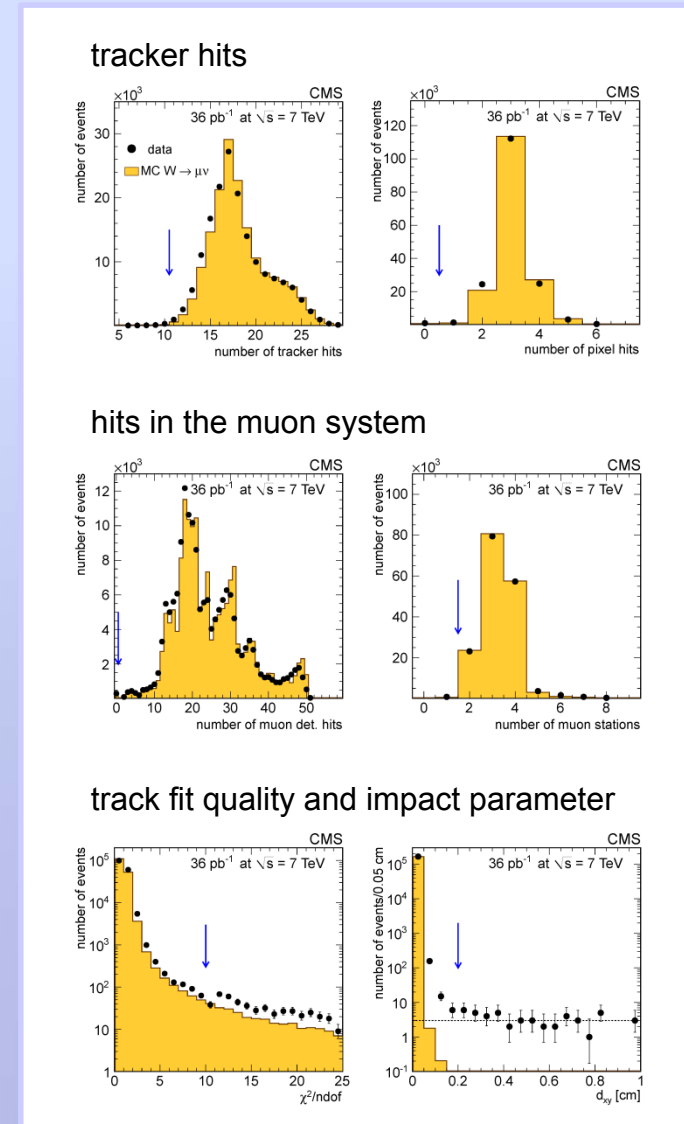 tracker hits
×10³ CMS
36 pb⁻¹ at √s = 7 TeV
number of events
data
MC W → μν
30
20
10
5 10 15 20 25
number of tracker hits
×10³ CMS
36 pb⁻¹ at √s = 7 TeV
number of events
120
100
80
60
40
20
0 2 4 6
number of pixel hits
hits in the muon system
×10³ CMS
36 pb⁻¹ at √s = 7 TeV
number of events
12
10
8
6
4
2
0 10 20 30 40 50
number of muon det. hits
×10³ CMS
36 pb⁻¹ at √s = 7 TeV
number of events
100
80
60
40
20
0 2 4 6 8
number of muon stations
track fit quality and impact parameter
CMS
36 pb⁻¹ at √s = 7 TeV
number of events
10⁵
10⁴
10³
10²
10
1
0 5 10 15 20 25
χ²/ndof
CMS
36 pb⁻¹ at √s = 7 TeV
number of events/0.05 cm
10⁵
10⁴
10³
10²
10
1
10⁻¹
0 0.2 0.4 0.6 0.8 1
dxy [cm]